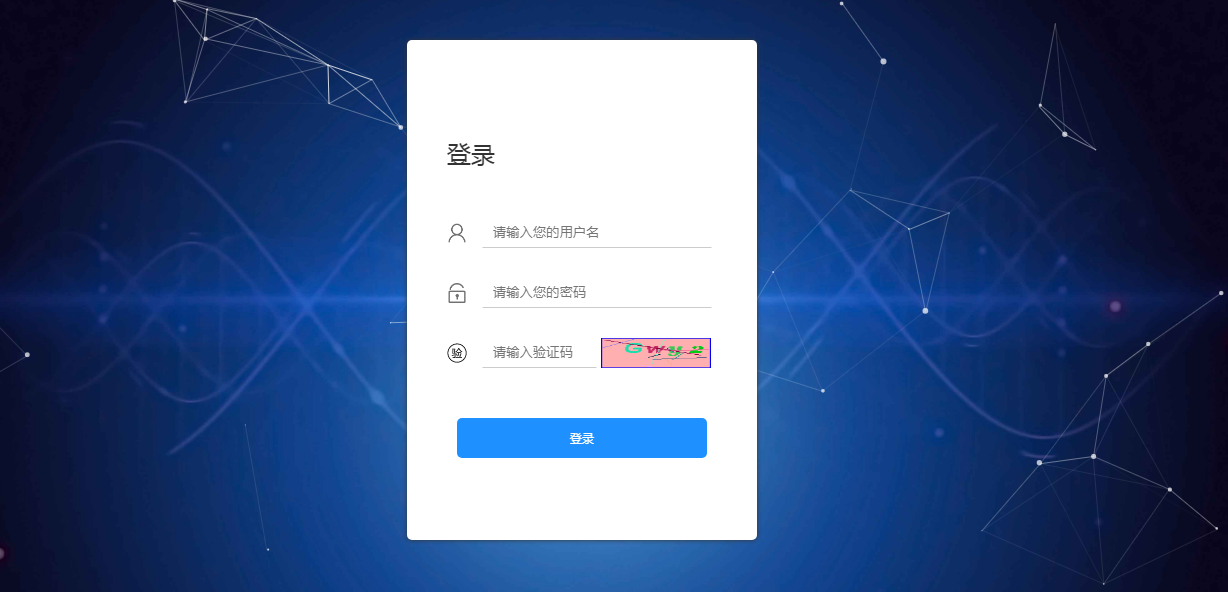 登录
请输入您的用户名
请输入您的密码
验 请输入验证码
登录